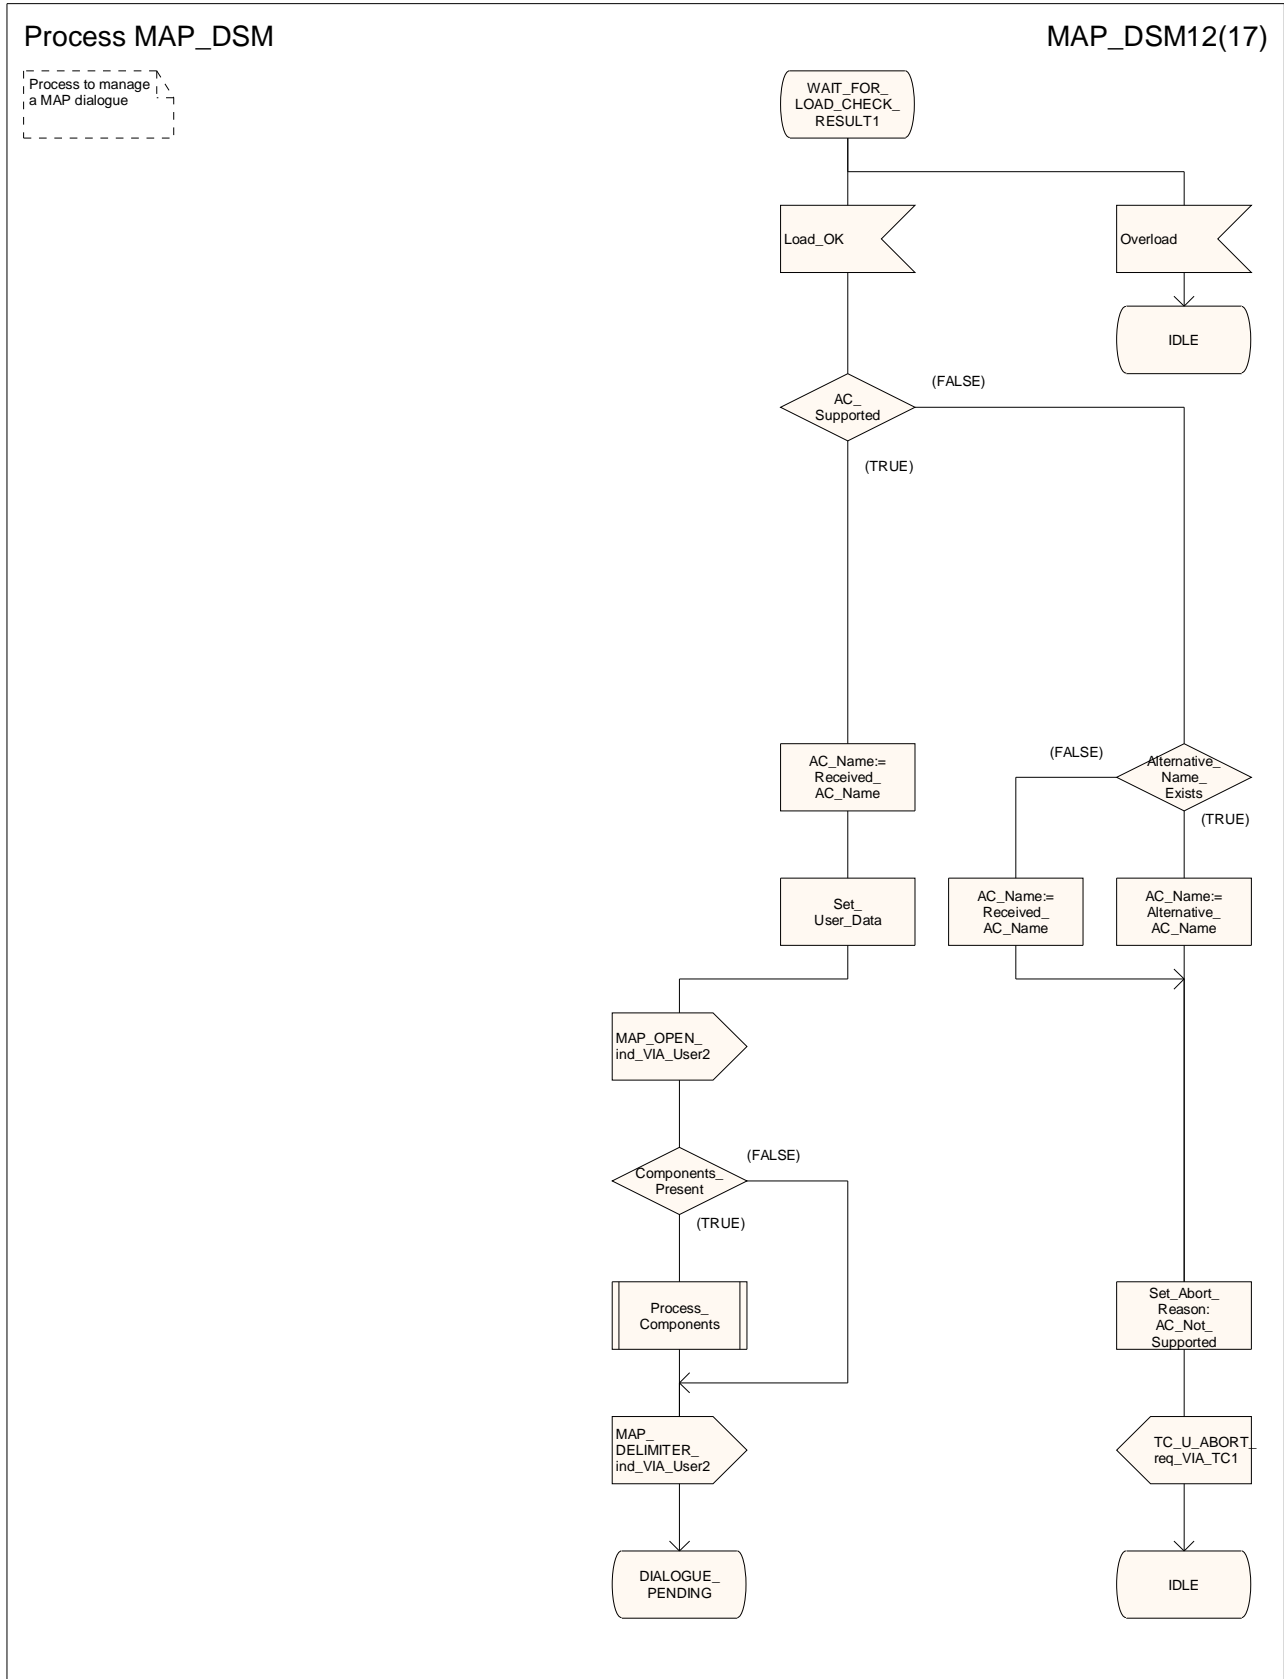 Process MAP_DSM
MAP_DSM12(17)
Process to manage
a MAP dialogue
WAIT_FOR_
LOAD_CHECK_
RESULT1
Load_OK
Overload
IDLE
(FALSE)
AC_
Supported
(TRUE)
AC_Name:=
Received_
AC_Name
(FALSE)
Alternative_
Name_
Exists
(TRUE)
Set_
User_Data
AC_Name:=
Received_
AC_Name
AC_Name:=
Alternative_
AC_Name
MAP_OPEN_
ind_VIA_User2
(FALSE)
Components_
Present
(TRUE)
Process_
Components
Set_Abort_
Reason:
AC_Not_
Supported
MAP_
DELIMITER_
ind_VIA_User2
TC_U_ABORT_
req_VIA_TC1
DIALOGUE_
PENDING
IDLE